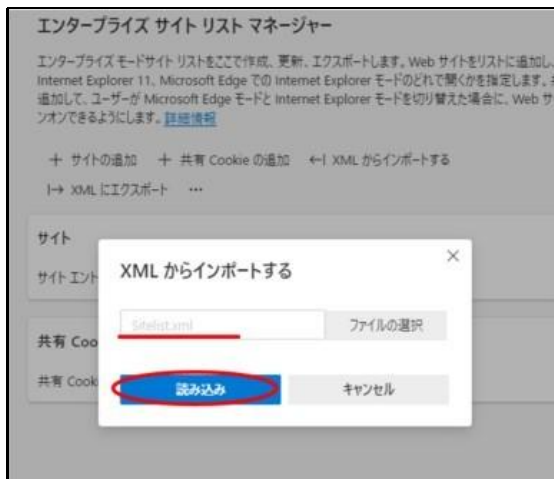 エンタープライズ サイト リスト マネージャー
エンタープライズ モードサイト リストをここで作成、更新、エクスポートします。Web サイトをリストに追加し、
Internet Explorer 11、Microsoft Edge での Internet Explorer モードのどれで開くかを指定します。
追加して、ユーザーが Microsoft Edge モードと Internet Explorer モードを切り替えた場合に、Web サ
ンオンできるようにします。詳細情報
+ サイトの追加 + 共有 Cookie の追加 ←| XML からインポートする
|→ XML にエクスポート ...
サイト
サイト エント
XML からインポートする
Sitelist.xml ファイルの選択
共有 Coo
共有 Cook
読み込み キャンセル